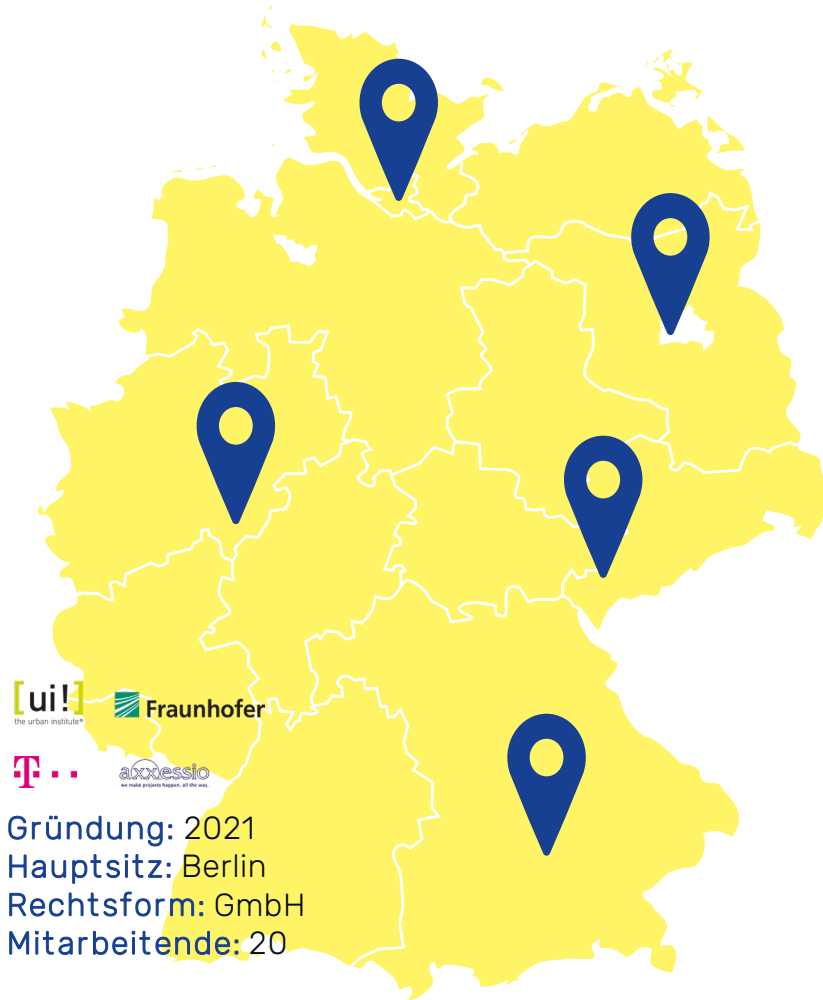 [ui!]
the urban institute®
Fraunhofer
T··
axxessio
we make projects happen. all the way.
Gründung: 2021
Hauptsitz: Berlin
Rechtsform: GmbH
Mitarbeitende: 20